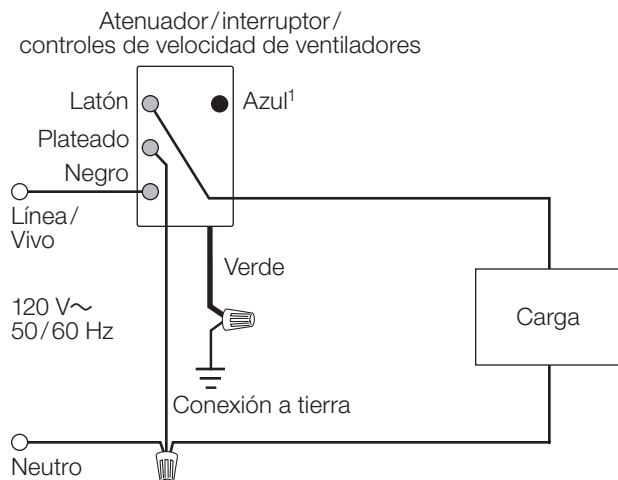 Atenuador/interruptor/
controles de velocidad de ventiladores
Latón
Azul1
Plateado
Negro
Línea/
Vivo
Verde
120 V~
50/60 Hz
Carga
Conexión a tierra
Neutro